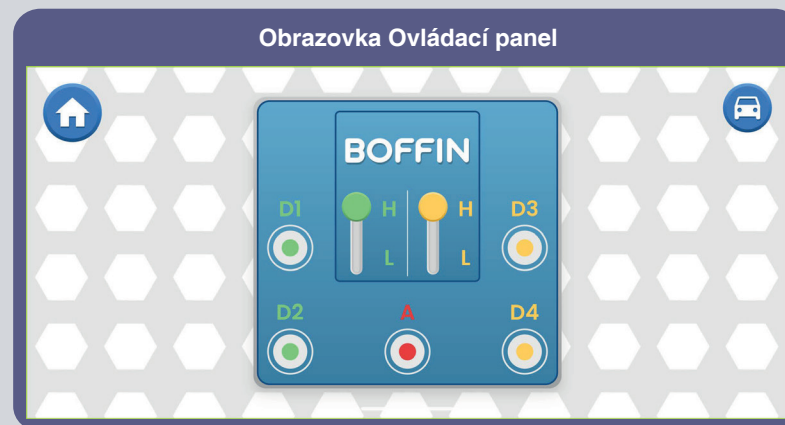 Obrazovka Ovládací panel
BOFFIN
D1 H H D3
L L
D2 A D4